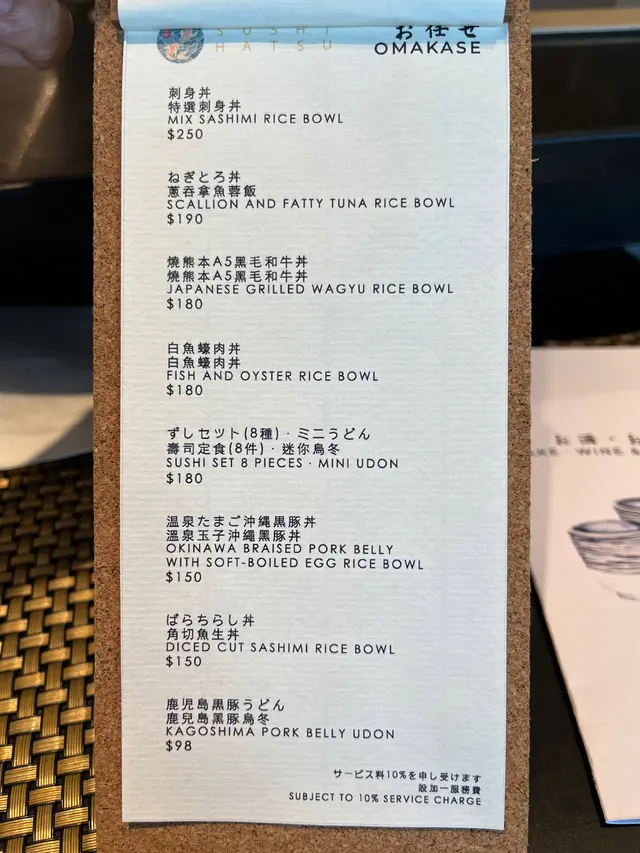 SUSHI
HATSU
お任せ
OMAKASE
刺身丼
特選刺身丼
MIX SASHIMI RICE BOWL
$250
ねぎとろ丼
蔥吞拿魚蓉飯
SCALLION AND FATTY TUNA RICE BOWL
$190
燒熊本A5黑毛和牛丼
燒熊本A5黑毛和牛丼
JAPANESE GRILLED WAGYU RICE BOWL
$180
白魚蠔肉丼
白魚蠔肉丼
FISH AND OYSTER RICE BOWL
$180
ずしセット(8種)·ミニうどん
壽司定食(8件)·迷你烏冬
SUSHI SET 8 PIECES · MINI UDON
$180
温泉たまご沖縄黒豚丼
溫泉玉子沖繩黑豚丼
OKINAWA BRAISED PORK BELLY
WITH SOFT-BOILED EGG RICE BOWL
$150
ばらちらし丼
角切魚生丼
DICED CUT SASHIMI RICE BOWL
$150
鹿児島黒豚うどん
鹿兒島黑豚烏冬
KAGOSHIMA PORK BELLY UDON
$98
サービス料10%を申し受けます
設加一服務費
SUBJECT TO 10% SERVICE CHARGE
お酒·お
AKE · WINE &